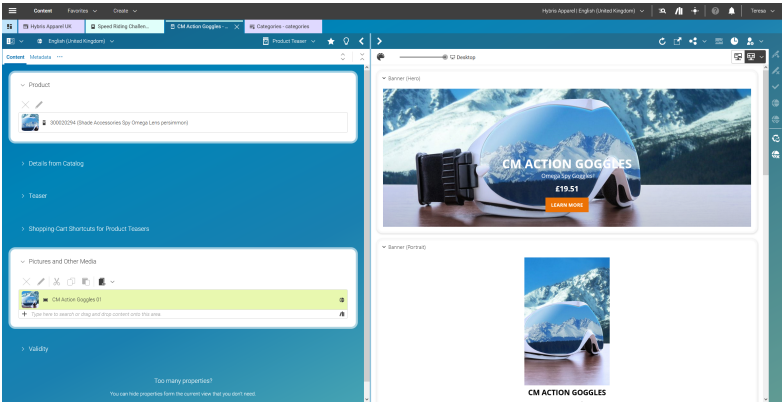 Content Favorites Create Hybris Apparel | English (United Kingdom) Teresa
Hybris Apparel UK Speed Riding Challen... CM Action Goggles - ... Categories - categories
English (United Kingdom) Product Teaser
Content Metadata ···
Desktop
Product
300020294 (Shade Accessories Spy Omega Lens persimmon)
Details from Catalog
Teaser
Shopping-Cart Shortcuts for Product Teasers
Pictures and Other Media
CM Action Goggles 01
Type here to search or drag and drop content onto this area.
Validity
Too many properties?
You can hide properties form the current view that you don't need.
Banner (Hero)
CM ACTION GOGGLES
Omega Spy Goggles!
£19.51
LEARN MORE
Banner (Portrait)
CM ACTION GOGGLES